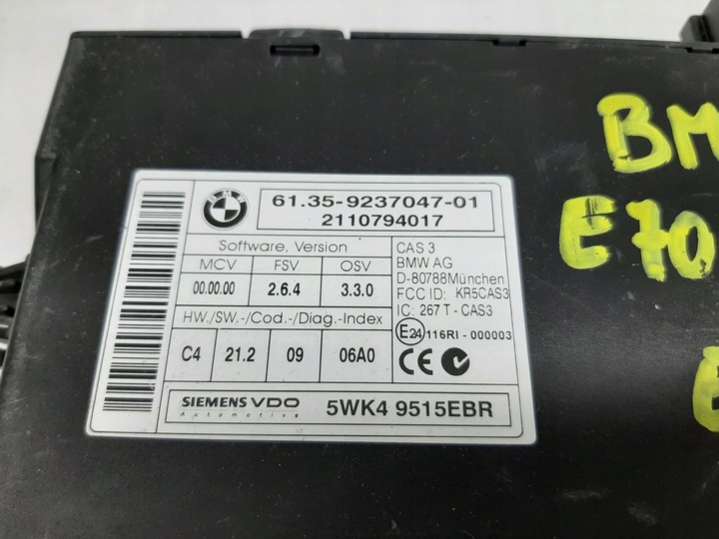 BM
E70
61.35-9237047-01
2110794017
Software, Version
MCV FSV OSV
00.00.00 2.6.4 3.3.0
HW./SW.-/Cod.-/Diag.-Index
C4 21.2 09 06A0
CAS 3
BMW AG
D-80788München
FCC ID: KR5CAS3
IC: 267 T - CAS3
E24 116RI - 000003
CE
SIEMENS VDO
Automotive
5WK4 9515EBR